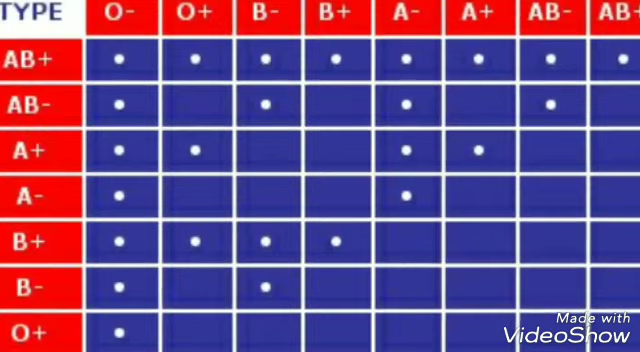 TYPE O- O+ B- B+ A- A+ AB- AB+
AB+
AB-
A+
A-
B+
B-
O+
Made with
VideoShow